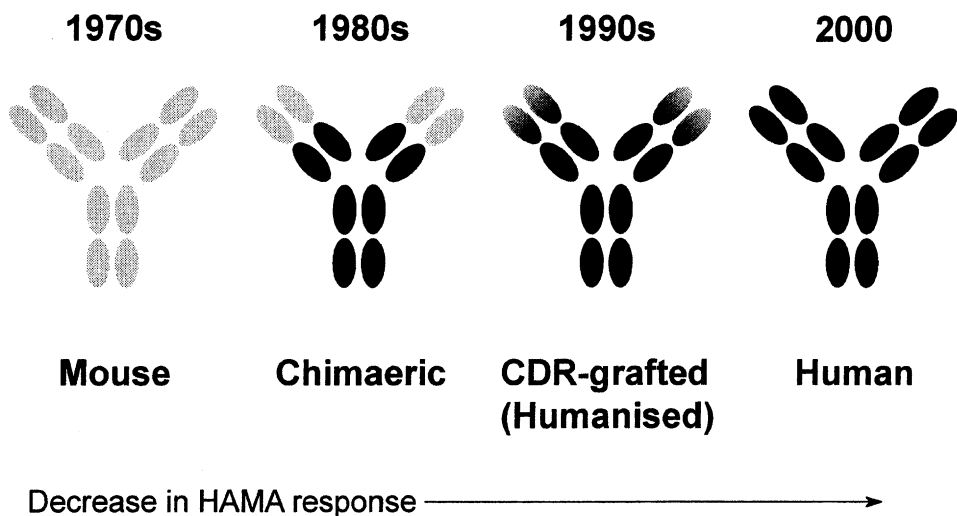 1970s 1980s 1990s 2000
Mouse Chimaeric CDR-grafted Human
(Humanised)
Decrease in HAMA response